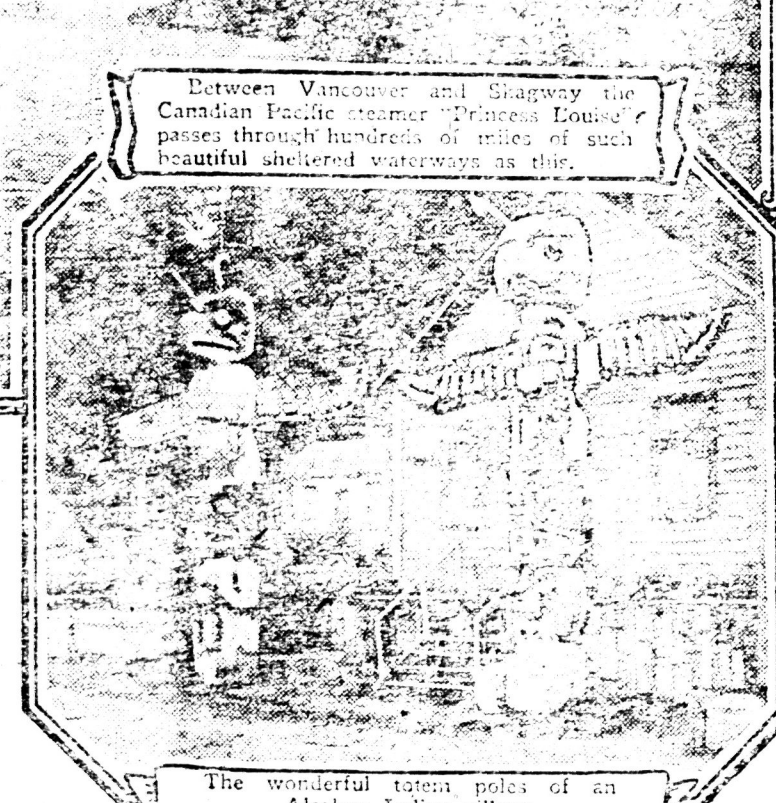 Between Vancouver and Skagway the
Canadian Pacific steamer "Princess Louise"
passes through hundreds of miles of such
beautiful sheltered waterways as this.
The wonderful totem poles of an